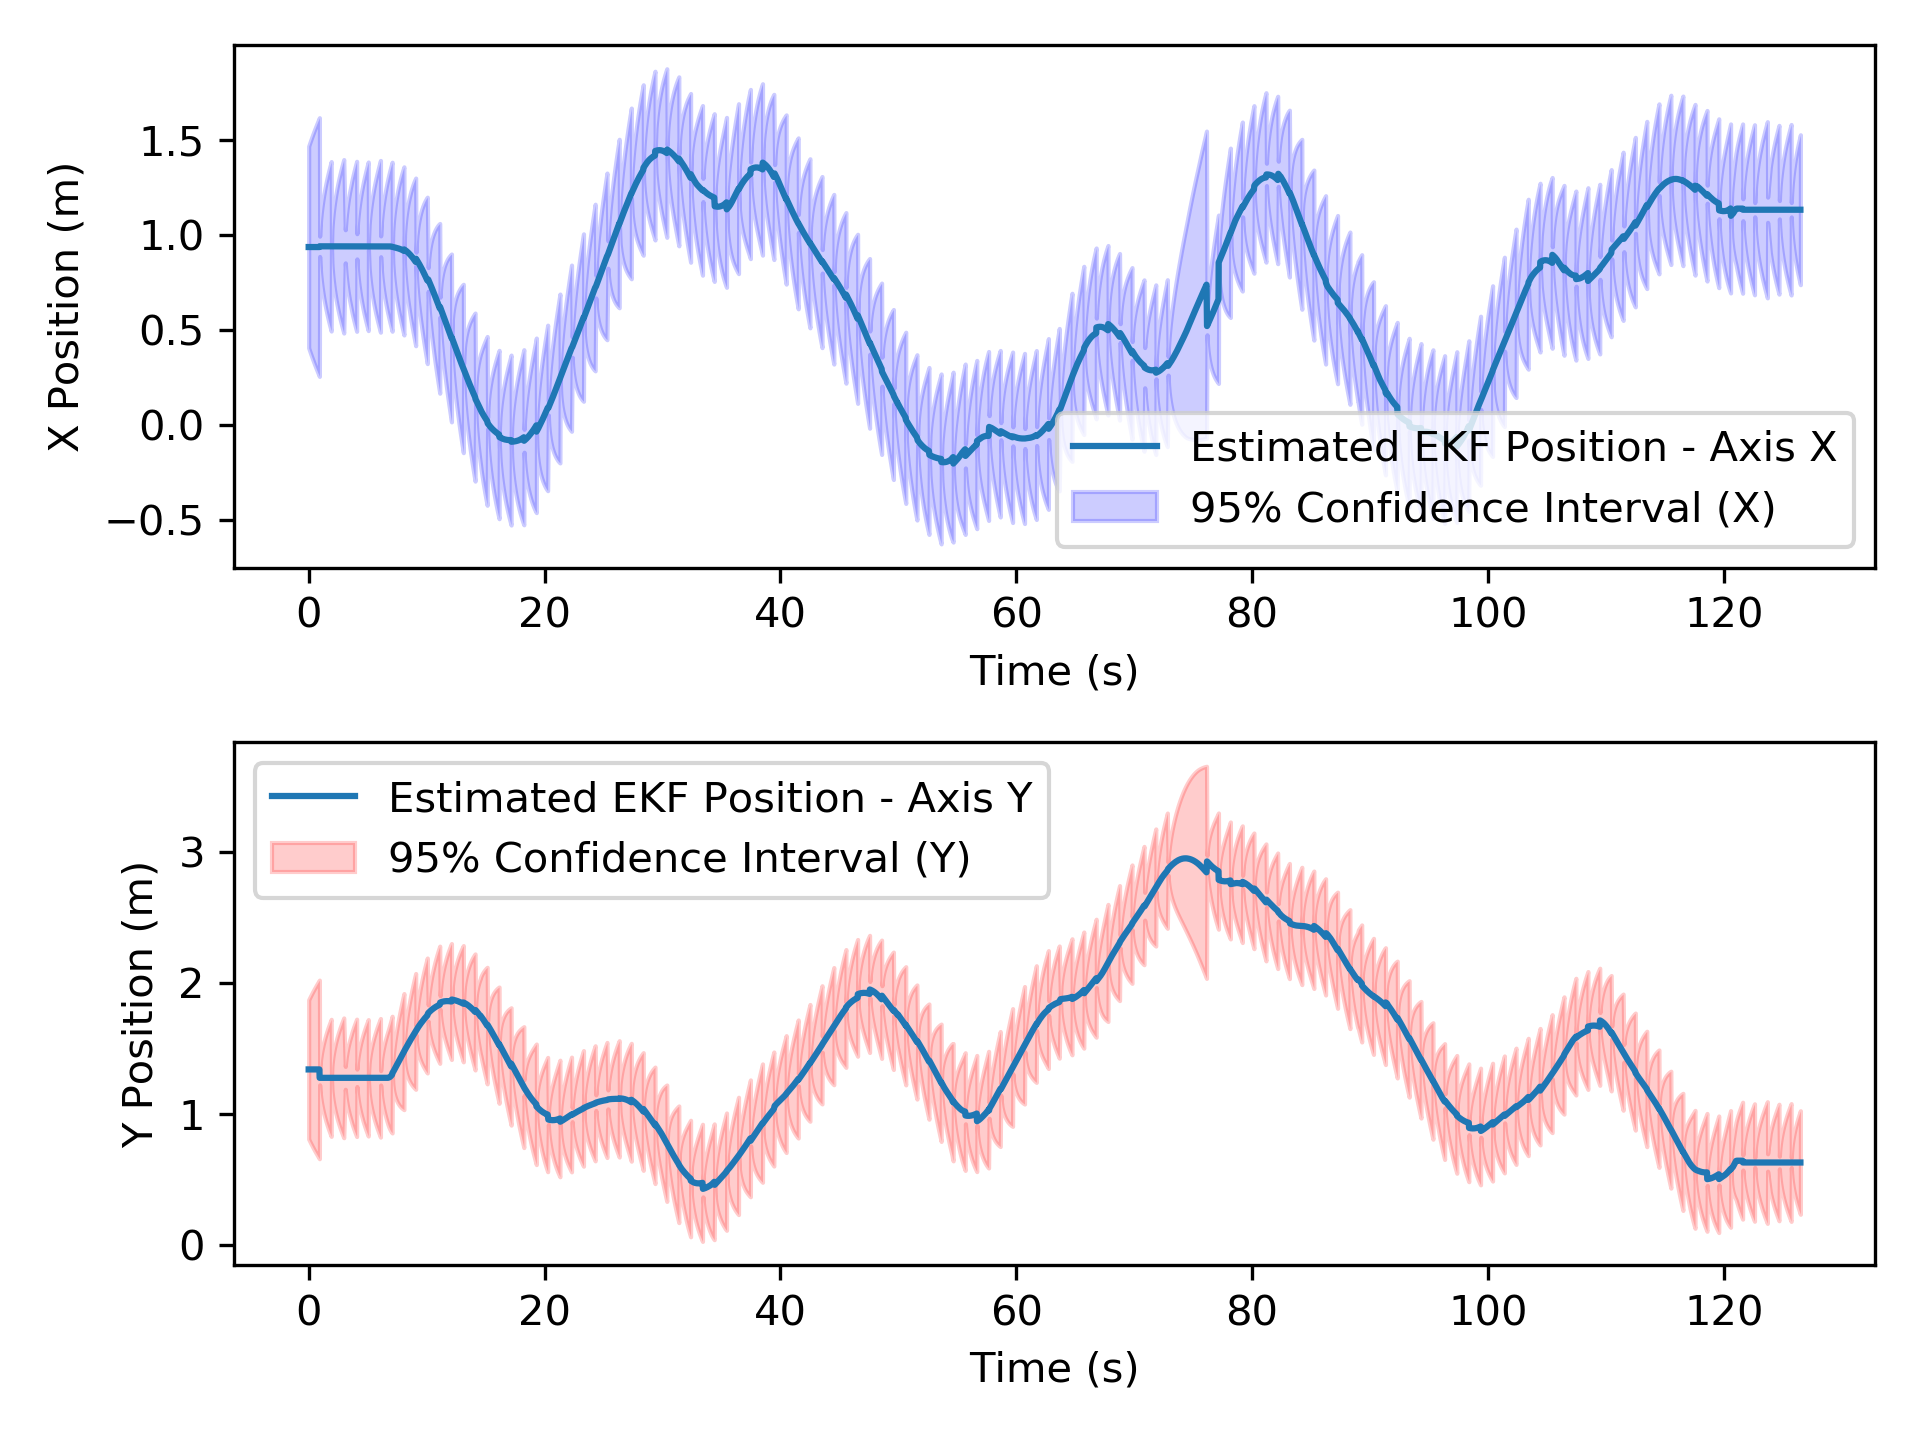 X Position (m)
1.5
1.0
0.5
0.0
−0.5
Estimated EKF Position - Axis X
95% Confidence Interval (X)
0 20 40 60 80 100 120
Time (s)
Y Position (m)
Estimated EKF Position - Axis Y
95% Confidence Interval (Y)
3
2
1
0
0 20 40 60 80 100 120
Time (s)